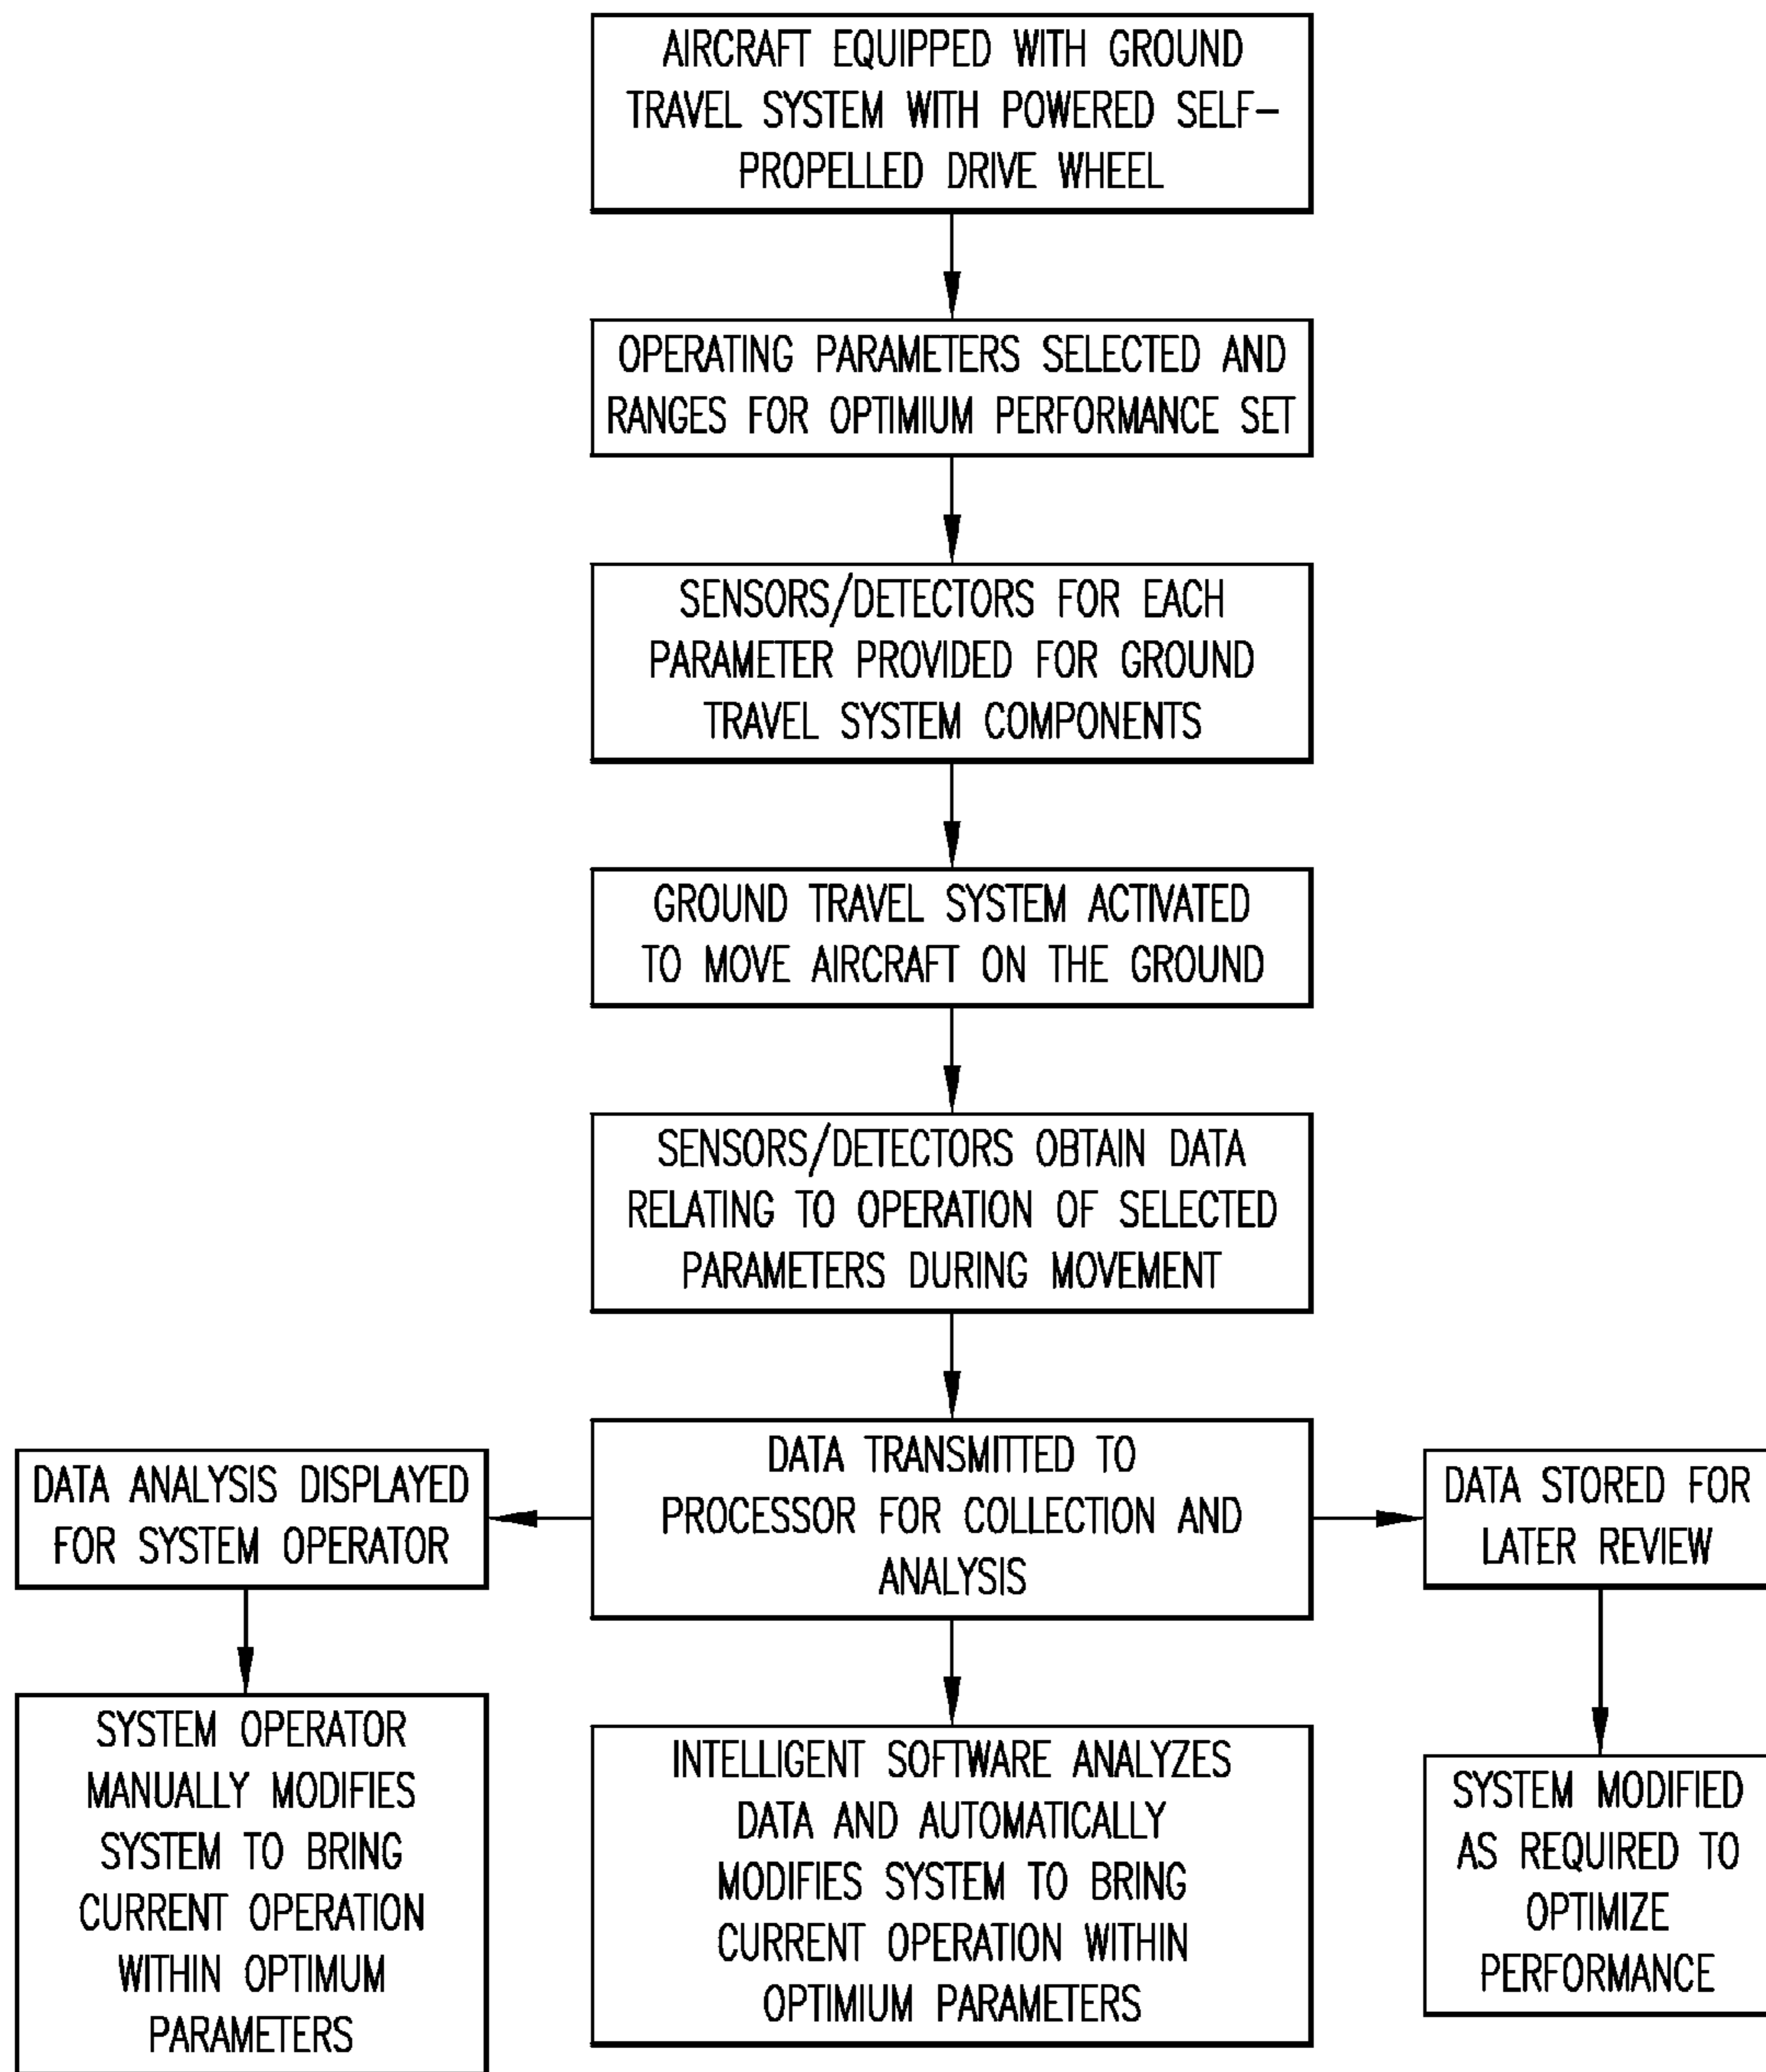 AIRCRAFT EQUIPPED WITH GROUND
TRAVEL SYSTEM WITH POWERED SELF-
PROPELLED DRIVE WHEEL
OPERATING PARAMETERS SELECTED AND
RANGES FOR OPTIMIUM PERFORMANCE SET
SENSORS/DETECTORS FOR EACH
PARAMETER PROVIDED FOR GROUND
TRAVEL SYSTEM COMPONENTS
GROUND TRAVEL SYSTEM ACTIVATED
TO MOVE AIRCRAFT ON THE GROUND
SENSORS/DETECTORS OBTAIN DATA
RELATING TO OPERATION OF SELECTED
PARAMETERS DURING MOVEMENT
DATA TRANSMITTED TO
PROCESSOR FOR COLLECTION AND
ANALYSIS
DATA ANALYSIS DISPLAYED
FOR SYSTEM OPERATOR
DATA STORED FOR
LATER REVIEW
SYSTEM OPERATOR
MANUALLY MODIFIES
SYSTEM TO BRING
CURRENT OPERATION
WITHIN OPTIMUM
PARAMETERS
INTELLIGENT SOFTWARE ANALYZES
DATA AND AUTOMATICALLY
MODIFIES SYSTEM TO BRING
CURRENT OPERATION WITHIN
OPTIMIUM PARAMETERS
SYSTEM MODIFIED
AS REQUIRED TO
OPTIMIZE
PERFORMANCE